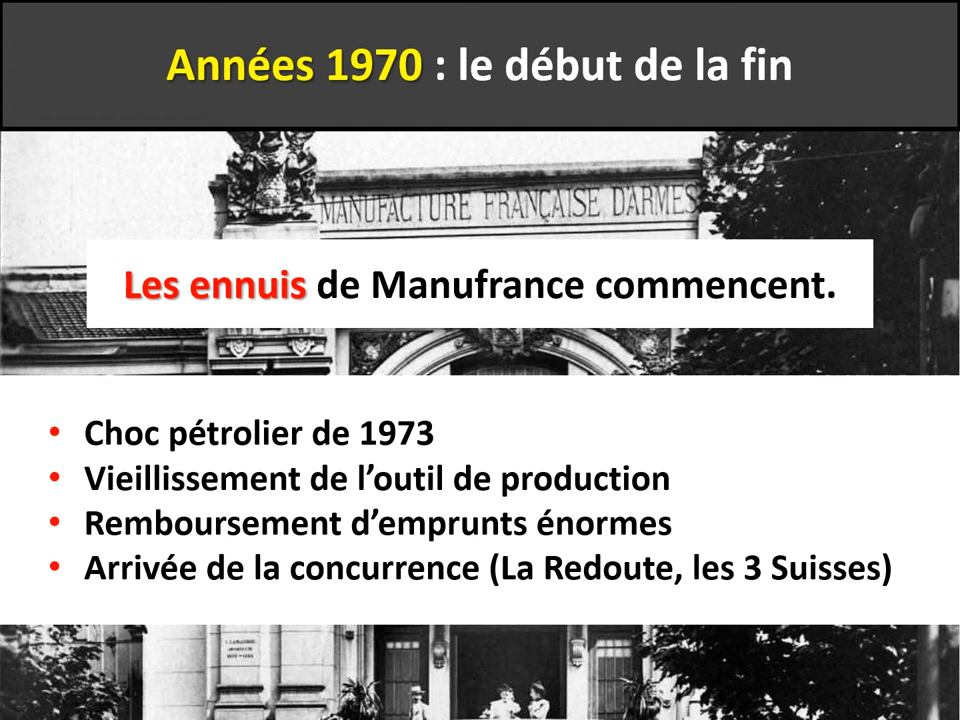 Années 1970 : le début de la fin
MANUFACTURE FRANÇAISE D'ARMES
Les ennuis de Manufrance commencent.
• Choc pétrolier de 1973
• Vieillissement de l’outil de production
• Remboursement d’emprunts énormes
• Arrivée de la concurrence (La Redoute, les 3 Suisses)